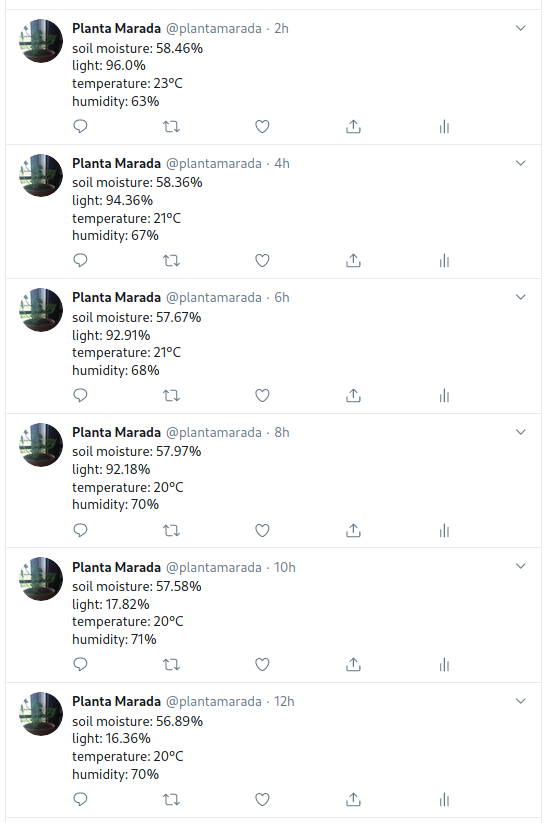 Planta Marada @plantamarada · 2h
soil moisture: 58.46%
light: 96.0%
temperature: 23ºC
humidity: 63%
Planta Marada @plantamarada · 4h
soil moisture: 58.36%
light: 94.36%
temperature: 21ºC
humidity: 67%
Planta Marada @plantamarada · 6h
soil moisture: 57.67%
light: 92.91%
temperature: 21ºC
humidity: 68%
Planta Marada @plantamarada · 8h
soil moisture: 57.97%
light: 92.18%
temperature: 20ºC
humidity: 70%
Planta Marada @plantamarada · 10h
soil moisture: 57.58%
light: 17.82%
temperature: 20ºC
humidity: 71%
Planta Marada @plantamarada · 12h
soil moisture: 56.89%
light: 16.36%
temperature: 20ºC
humidity: 70%